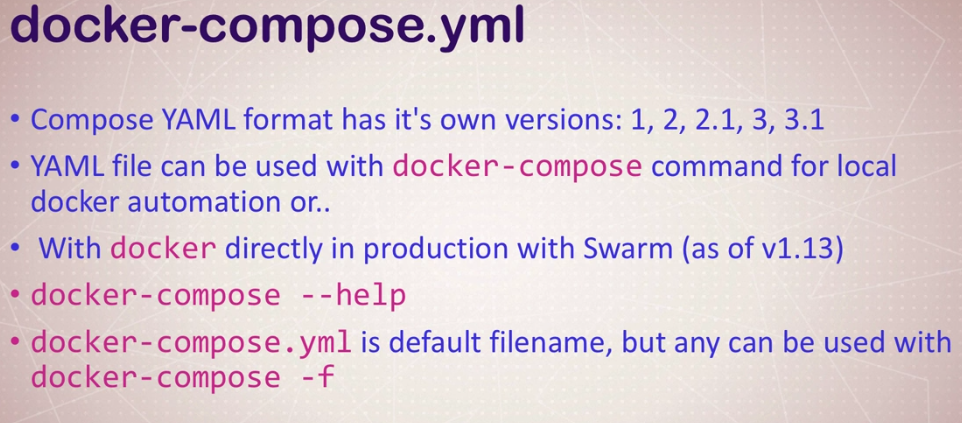 docker-compose.yml
• Compose YAML format has it's own versions: 1, 2, 2.1, 3, 3.1
• YAML file can be used with docker-compose command for local
docker automation or..
• With docker directly in production with Swarm (as of v1.13)
• docker-compose --help
• docker-compose.yml is default filename, but any can be used with
docker-compose -f